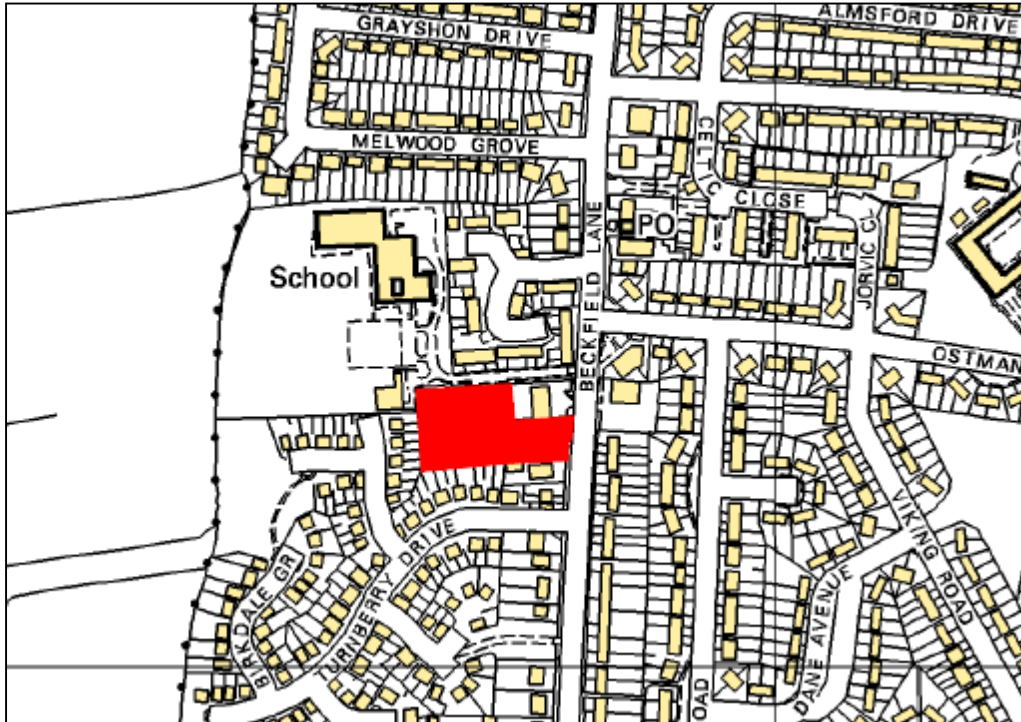 GRAYSHON DRIVE
ALMSFORD DRIVE
MELWOOD GROVE
CELTIC
CLOSE
PO
BECKFIELD LANE
School
JORVIC CL
OSTMAN
VIKING ROAD
TURNBERRY DRIVE
BIRKDALE GR
DANE AVENUE
OAD